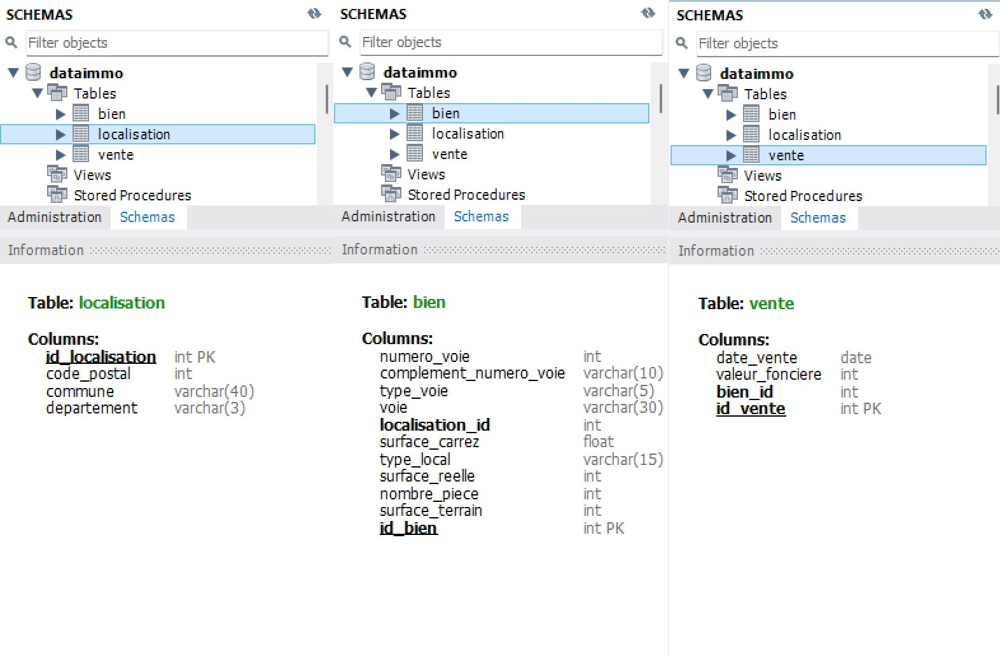 SCHEMAS
Filter objects
dataimmo
Tables
bien
localisation
vente
Views
Stored Procedures
Administration Schemas
Information
Table: localisation
Columns:
id_localisation int PK
code_postal int
commune varchar(40)
departement varchar(3)
SCHEMAS
Filter objects
dataimmo
Tables
bien
localisation
vente
Views
Stored Procedures
Administration Schemas
Information
Table: bien
Columns:
numero_voie int
complement_numero_voie varchar(10)
type_voie varchar(5)
voie varchar(30)
localisation_id int
surface_carrez float
type_local varchar(15)
surface_reelle int
nombre_piece int
surface_terrain int
id_bien int PK
SCHEMAS
Filter objects
dataimmo
Tables
bien
localisation
vente
Views
Stored Procedures
Administration Schemas
Information
Table: vente
Columns:
date_vente date
valeur_fonciere int
bien_id int
id_vente int PK